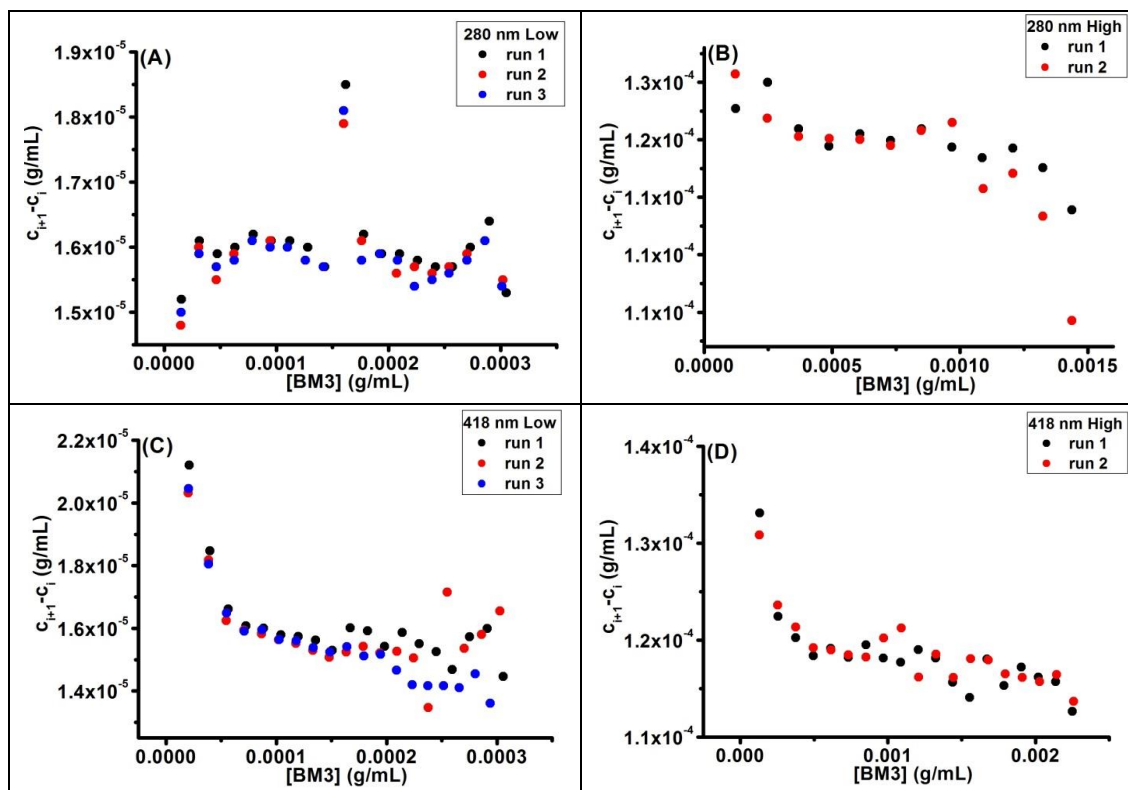 (A)
280 nm Low
run 1
run 2
run 3
1.9x10⁻⁵
1.8x10⁻⁵
1.7x10⁻⁵
1.6x10⁻⁵
1.5x10⁻⁵
cᵢ₊₁-cᵢ (g/mL)
0.0000 0.0001 0.0002 0.0003
[BM3] (g/mL)
(B)
280 nm High
run 1
run 2
1.3x10⁻⁴
1.2x10⁻⁴
1.1x10⁻⁴
1.1x10⁻⁴
1.1x10⁻⁴
cᵢ₊₁-cᵢ (g/mL)
0.0000 0.0005 0.0010 0.0015
[BM3] (g/mL)
(C)
418 nm Low
run 1
run 2
run 3
2.2x10⁻⁵
2.0x10⁻⁵
1.8x10⁻⁵
1.6x10⁻⁵
1.4x10⁻⁵
cᵢ₊₁-cᵢ (g/mL)
0.0000 0.0001 0.0002 0.0003
[BM3] (g/mL)
(D)
418 nm High
run 1
run 2
1.4x10⁻⁴
1.3x10⁻⁴
1.2x10⁻⁴
1.1x10⁻⁴
cᵢ₊₁-cᵢ (g/mL)
0.000 0.001 0.002
[BM3] (g/mL)